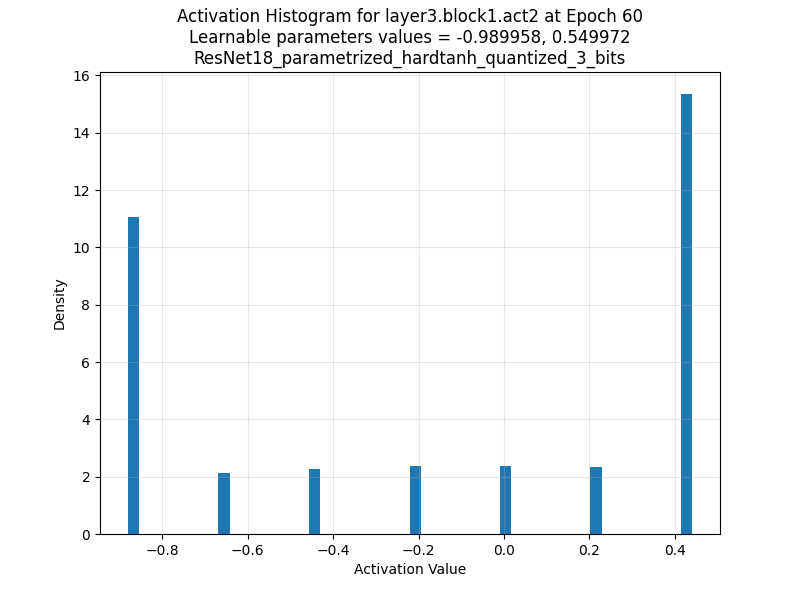 Activation Histogram for layer3.block1.act2 at Epoch 60
Learnable parameters values = -0.989958, 0.549972
ResNet18_parametrized_hardtanh_quantized_3_bits
16
14
12
10
8
6
4
2
0
Density
−0.8 −0.6 −0.4 −0.2 0.0 0.2 0.4
Activation Value